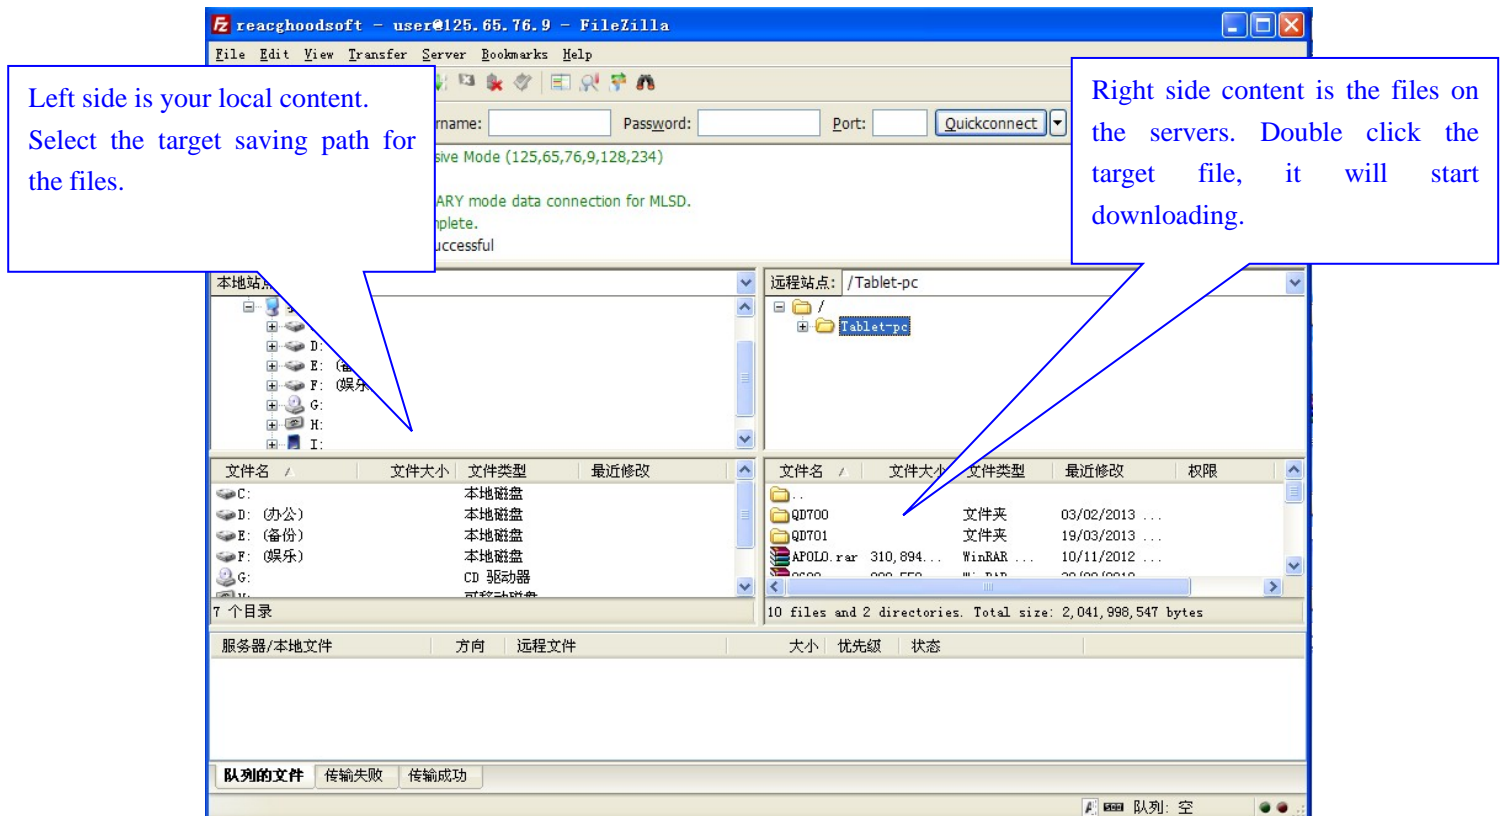 reacghoodsoft - user@125.65.76.9 - FileZilla
File Edit View Transfer Server Bookmarks Help
Left side is your local content.
Select the target saving path for
the files.
Right side content is the files on
the servers. Double click the
target file, it will start
downloading.
rname: Password: Port: Quickconnect
sive Mode (125,65,76,9,128,234)
ARY mode data connection for MLSD.
nplete.
uccessful
本地站
远程站点: /Tablet-pc
/
Tablet-pc
D:
E: (备
F: (娱乐
G:
H:
I:
文件名 文件大小 文件类型 最近修改
C: 本地磁盘
D: (办公) 本地磁盘
E: (备份) 本地磁盘
F: (娱乐) 本地磁盘
G: CD 驱动器
可移动磁盘
7 个目录
文件名 文件大小 文件类型 最近修改 权限
..
QD700 文件夹 03/02/2013 ...
QD701 文件夹 19/03/2013 ...
APOLO.rar 310,894... WinRAR ... 10/11/2012 ...
10 files and 2 directories. Total size: 2,041,998,547 bytes
服务器/本地文件 方向 远程文件 大小 优先级 状态
队列的文件 传输失败 传输成功
队列: 空